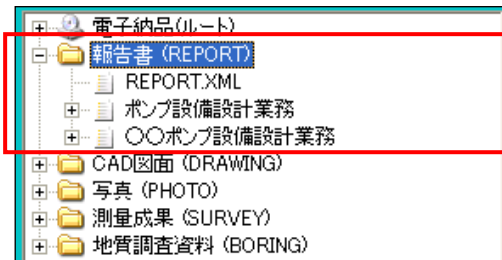 電子納品(ルート)
報告書 (REPORT)
REPORT.XML
ポンプ設備設計業務
〇〇ポンプ設備設計業務
CAD図面 (DRAWING)
写真 (PHOTO)
測量成果 (SURVEY)
地質調査資料 (BORING)